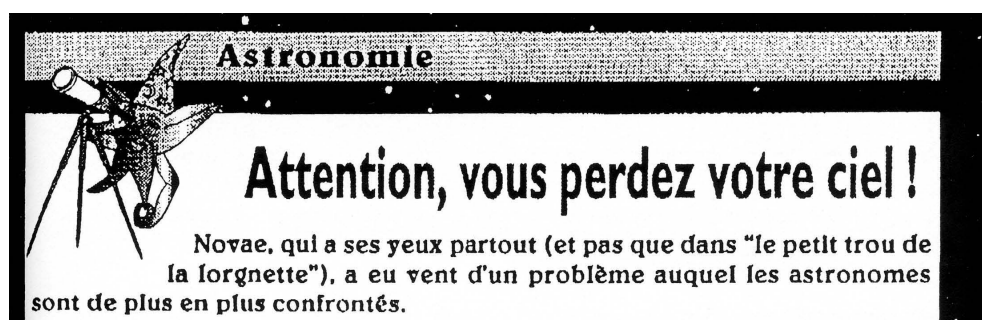 Astronomie
Attention, vous perdez votre ciel !
Novae, qui a ses yeux partout (et pas que dans "le petit trou de
la lorgnette"), a eu vent d'un problème auquel les astronomes
sont de plus en plus confrontés.